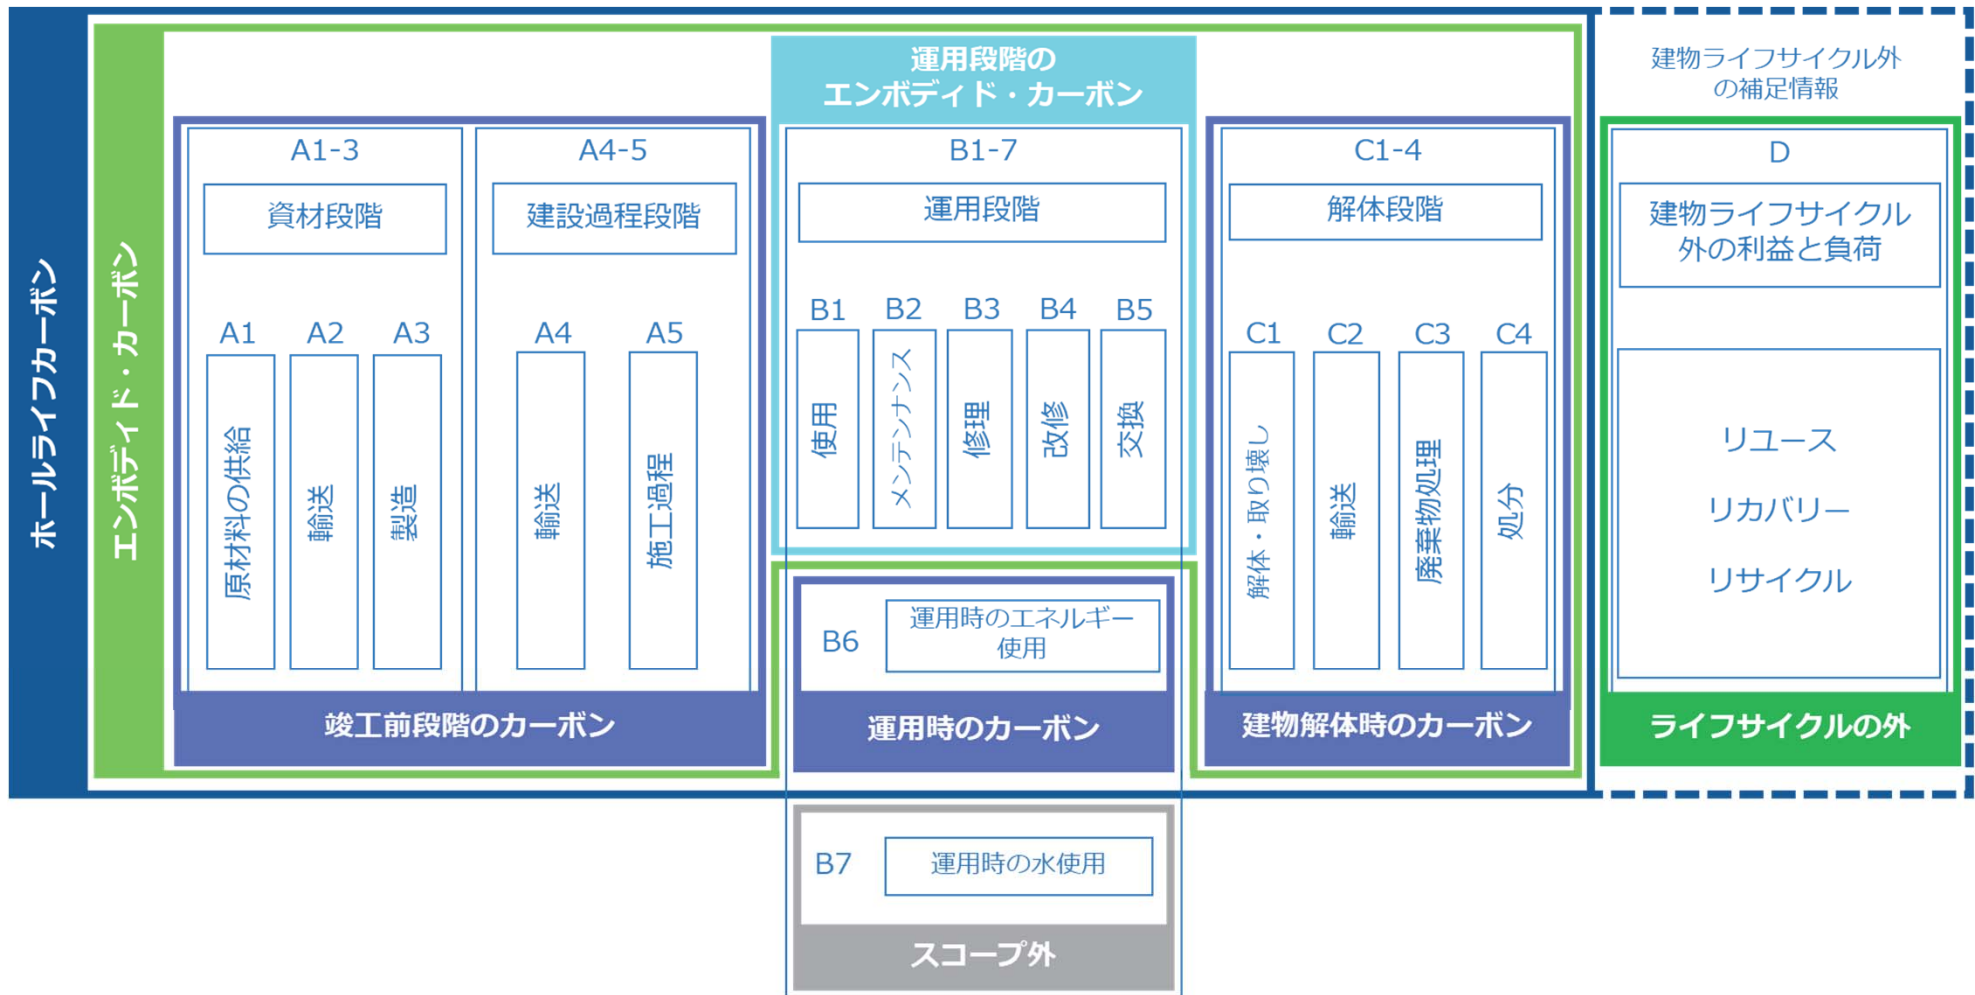 ホールライフカーボン
エンボディド・カーボン
運用段階の
エンボディド・カーボン
建物ライフサイクル外
の補足情報
A1-3
資材段階
A1
原材料の供給
A2
輸送
A3
製造
A4-5
建設過程段階
A4
輸送
A5
施工過程
竣工前段階のカーボン
B1-7
運用段階
B1
使用
B2
メンテンナンス
B3
修理
B4
改修
B5
交換
B6
運用時のエネルギー
使用
運用時のカーボン
B7
運用時の水使用
スコープ外
C1-4
解体段階
C1
解体・取り壊し
C2
輸送
C3
廃棄物処理
C4
処分
建物解体時のカーボン
D
建物ライフサイクル
外の利益と負荷
リユース
リカバリー
リサイクル
ライフサイクルの外